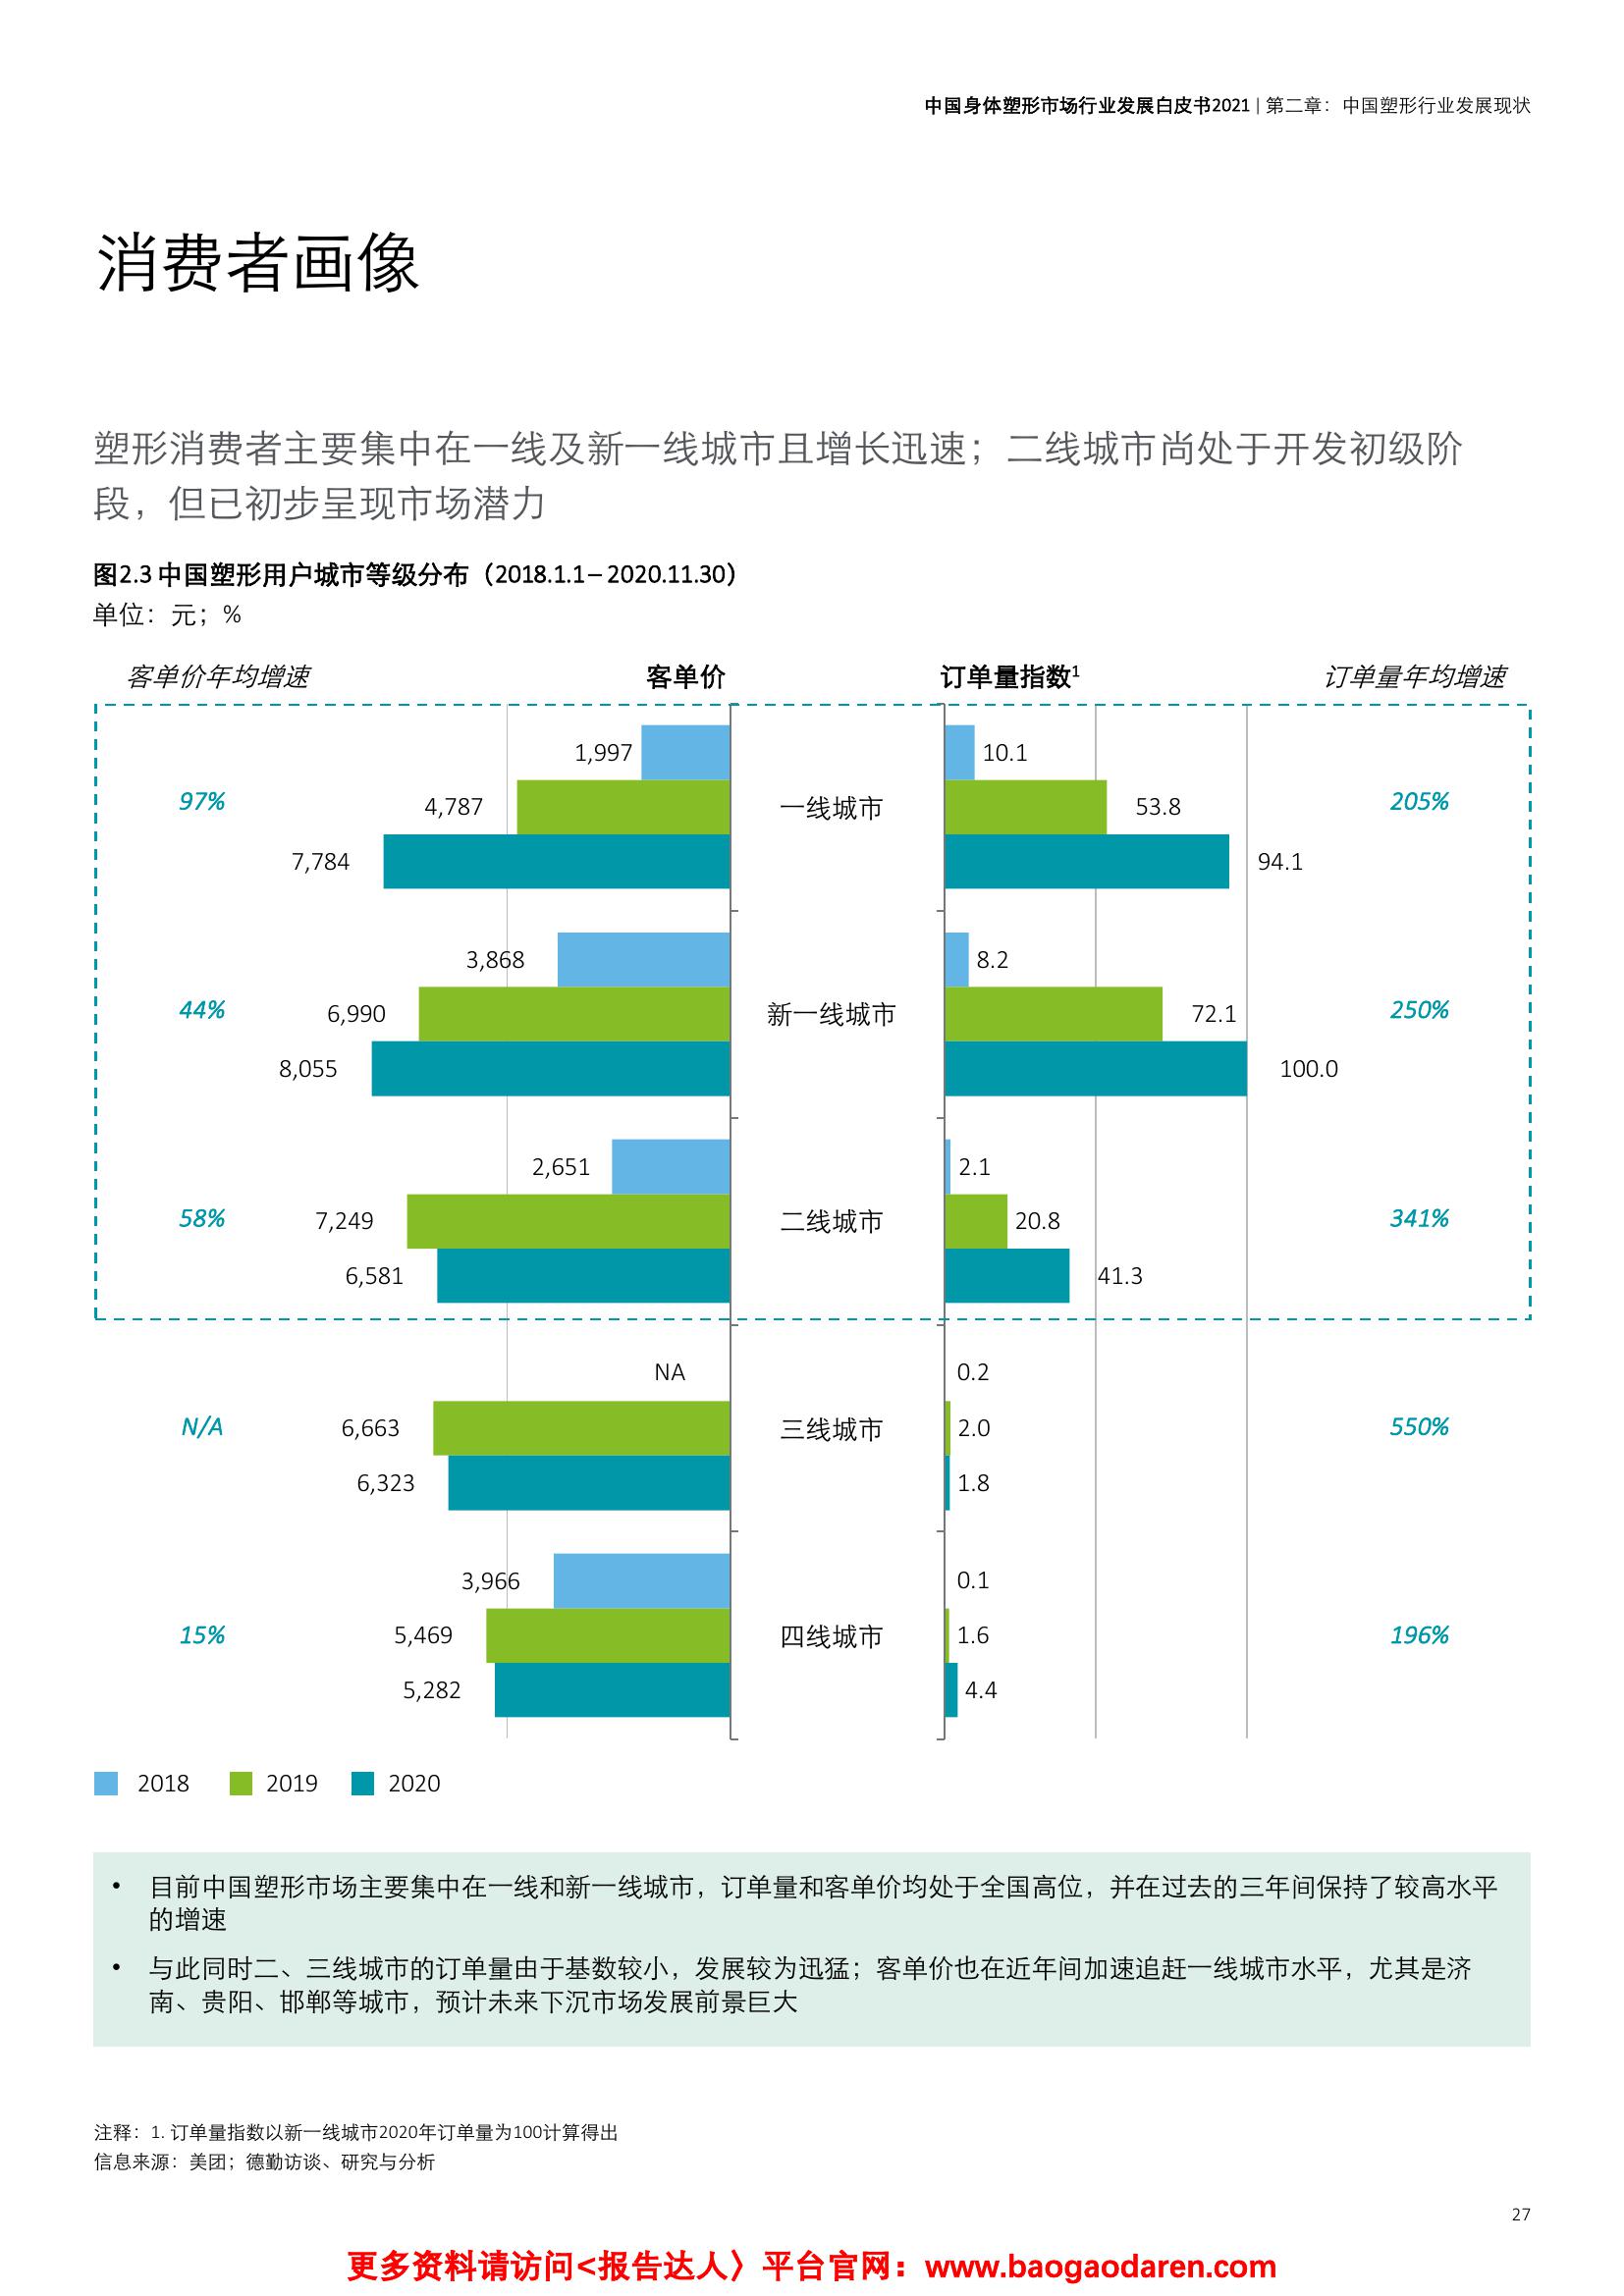 中国身体塑形市场行业发展白皮书2021 | 第二章：中国塑形行业发展现状
消费者画像
塑形消费者主要集中在一线及新一线城市且增长迅速；二线城市尚处于开发初级阶
段，但已初步呈现市场潜力
图2.3 中国塑形用户城市等级分布（2018.1.1 – 2020.11.30）
单位：元；%
客单价年均增速 客单价 订单量指数¹ 订单量年均增速
1,997 10.1
97% 4,787 一线城市 53.8 205%
7,784 94.1
3,868 8.2
44% 6,990 新一线城市 72.1 250%
8,055 100.0
2,651 2.1
58% 7,249 二线城市 20.8 341%
6,581 41.3
NA 0.2
N/A 6,663 三线城市 2.0 550%
6,323 1.8
3,966 0.1
15% 5,469 四线城市 1.6 196%
5,282 4.4
2018 2019 2020
• 目前中国塑形市场主要集中在一线和新一线城市，订单量和客单价均处于全国高位，并在过去的三年间保持了较高水平
的增速
• 与此同时二、三线城市的订单量由于基数较小，发展较为迅猛；客单价也在近年间加速追赶一线城市水平，尤其是济
南、贵阳、邯郸等城市，预计未来下沉市场发展前景巨大
注释：1. 订单量指数以新一线城市2020年订单量为100计算得出
信息来源：美团；德勤访谈、研究与分析
27
更多资料请访问<报告达人〉平台官网：www.baogaodaren.com